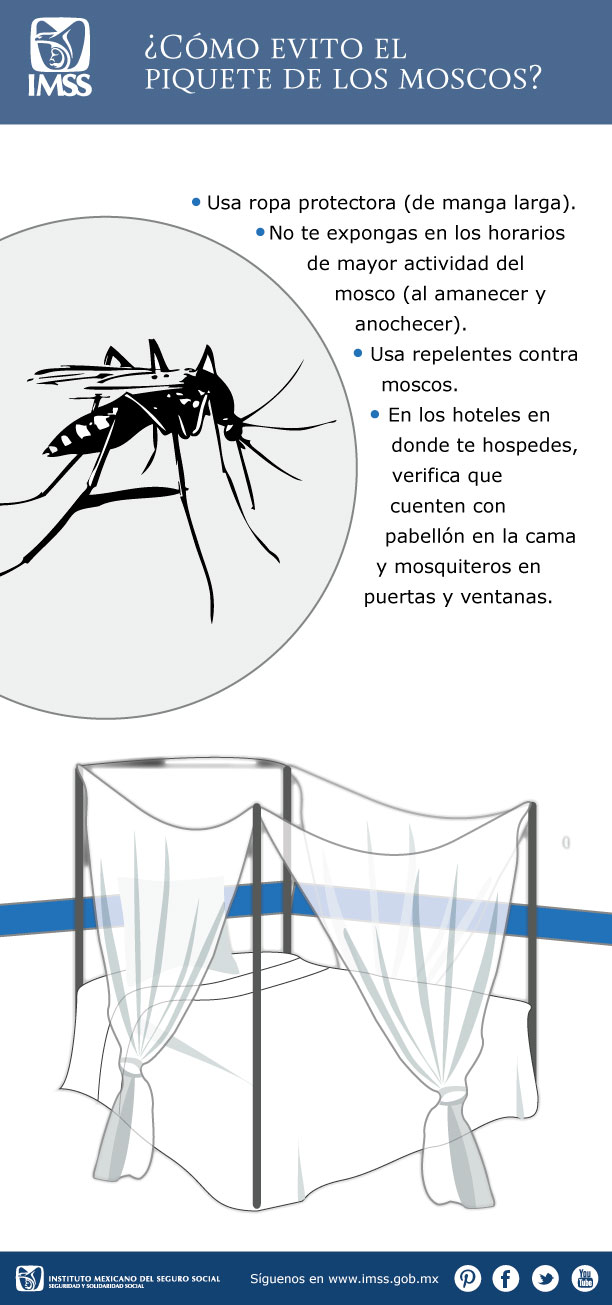 IMSS
¿CÓMO EVITO EL
PIQUETE DE LOS MOSCOS?
• Usa ropa protectora (de manga larga).
• No te expongas en los horarios
de mayor actividad del
mosco (al amanecer y
anochecer).
• Usa repelentes contra
moscos.
• En los hoteles en
donde te hospedes,
verifica que
cuenten con
pabellón en la cama
y mosquiteros en
puertas y ventanas.
INSTITUTO MEXICANO DEL SEGURO SOCIAL
SEGURIDAD Y SOLIDARIDAD SOCIAL
Síguenos en www.imss.gob.mx
You
Tube